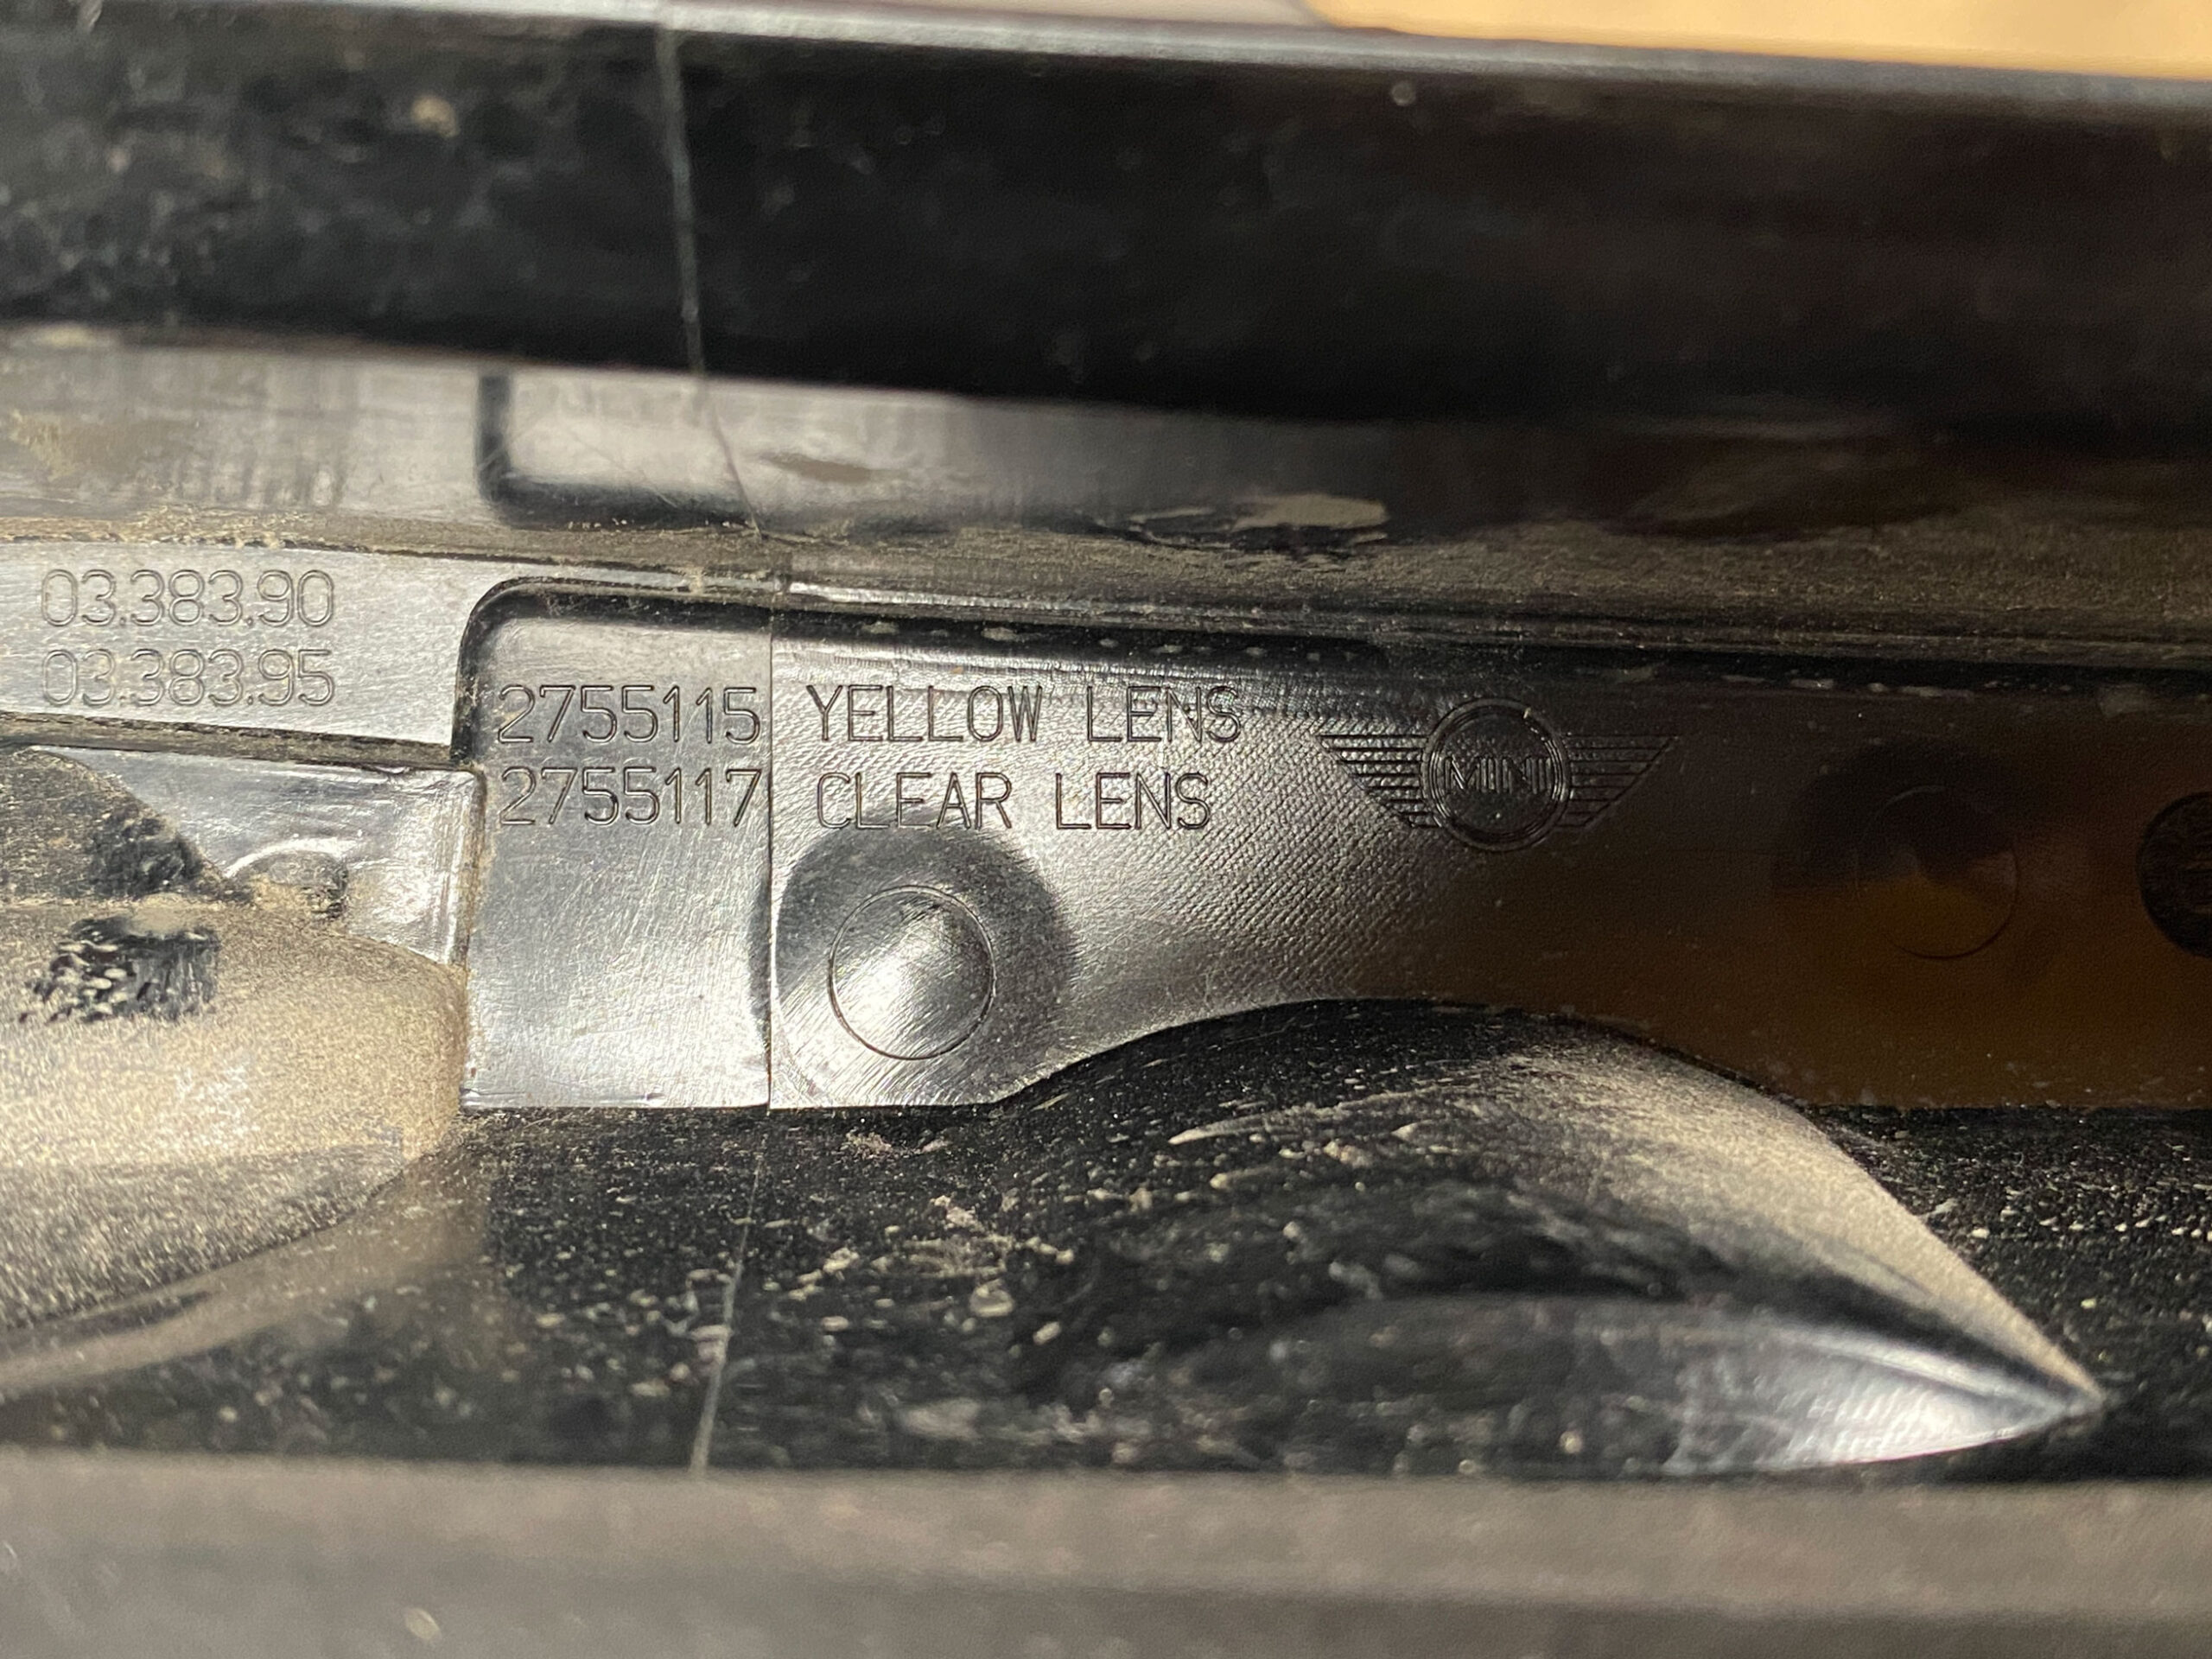 03.383.90
03.383.95
2755115 YELLOW LENS
2755117 CLEAR LENS
MINI